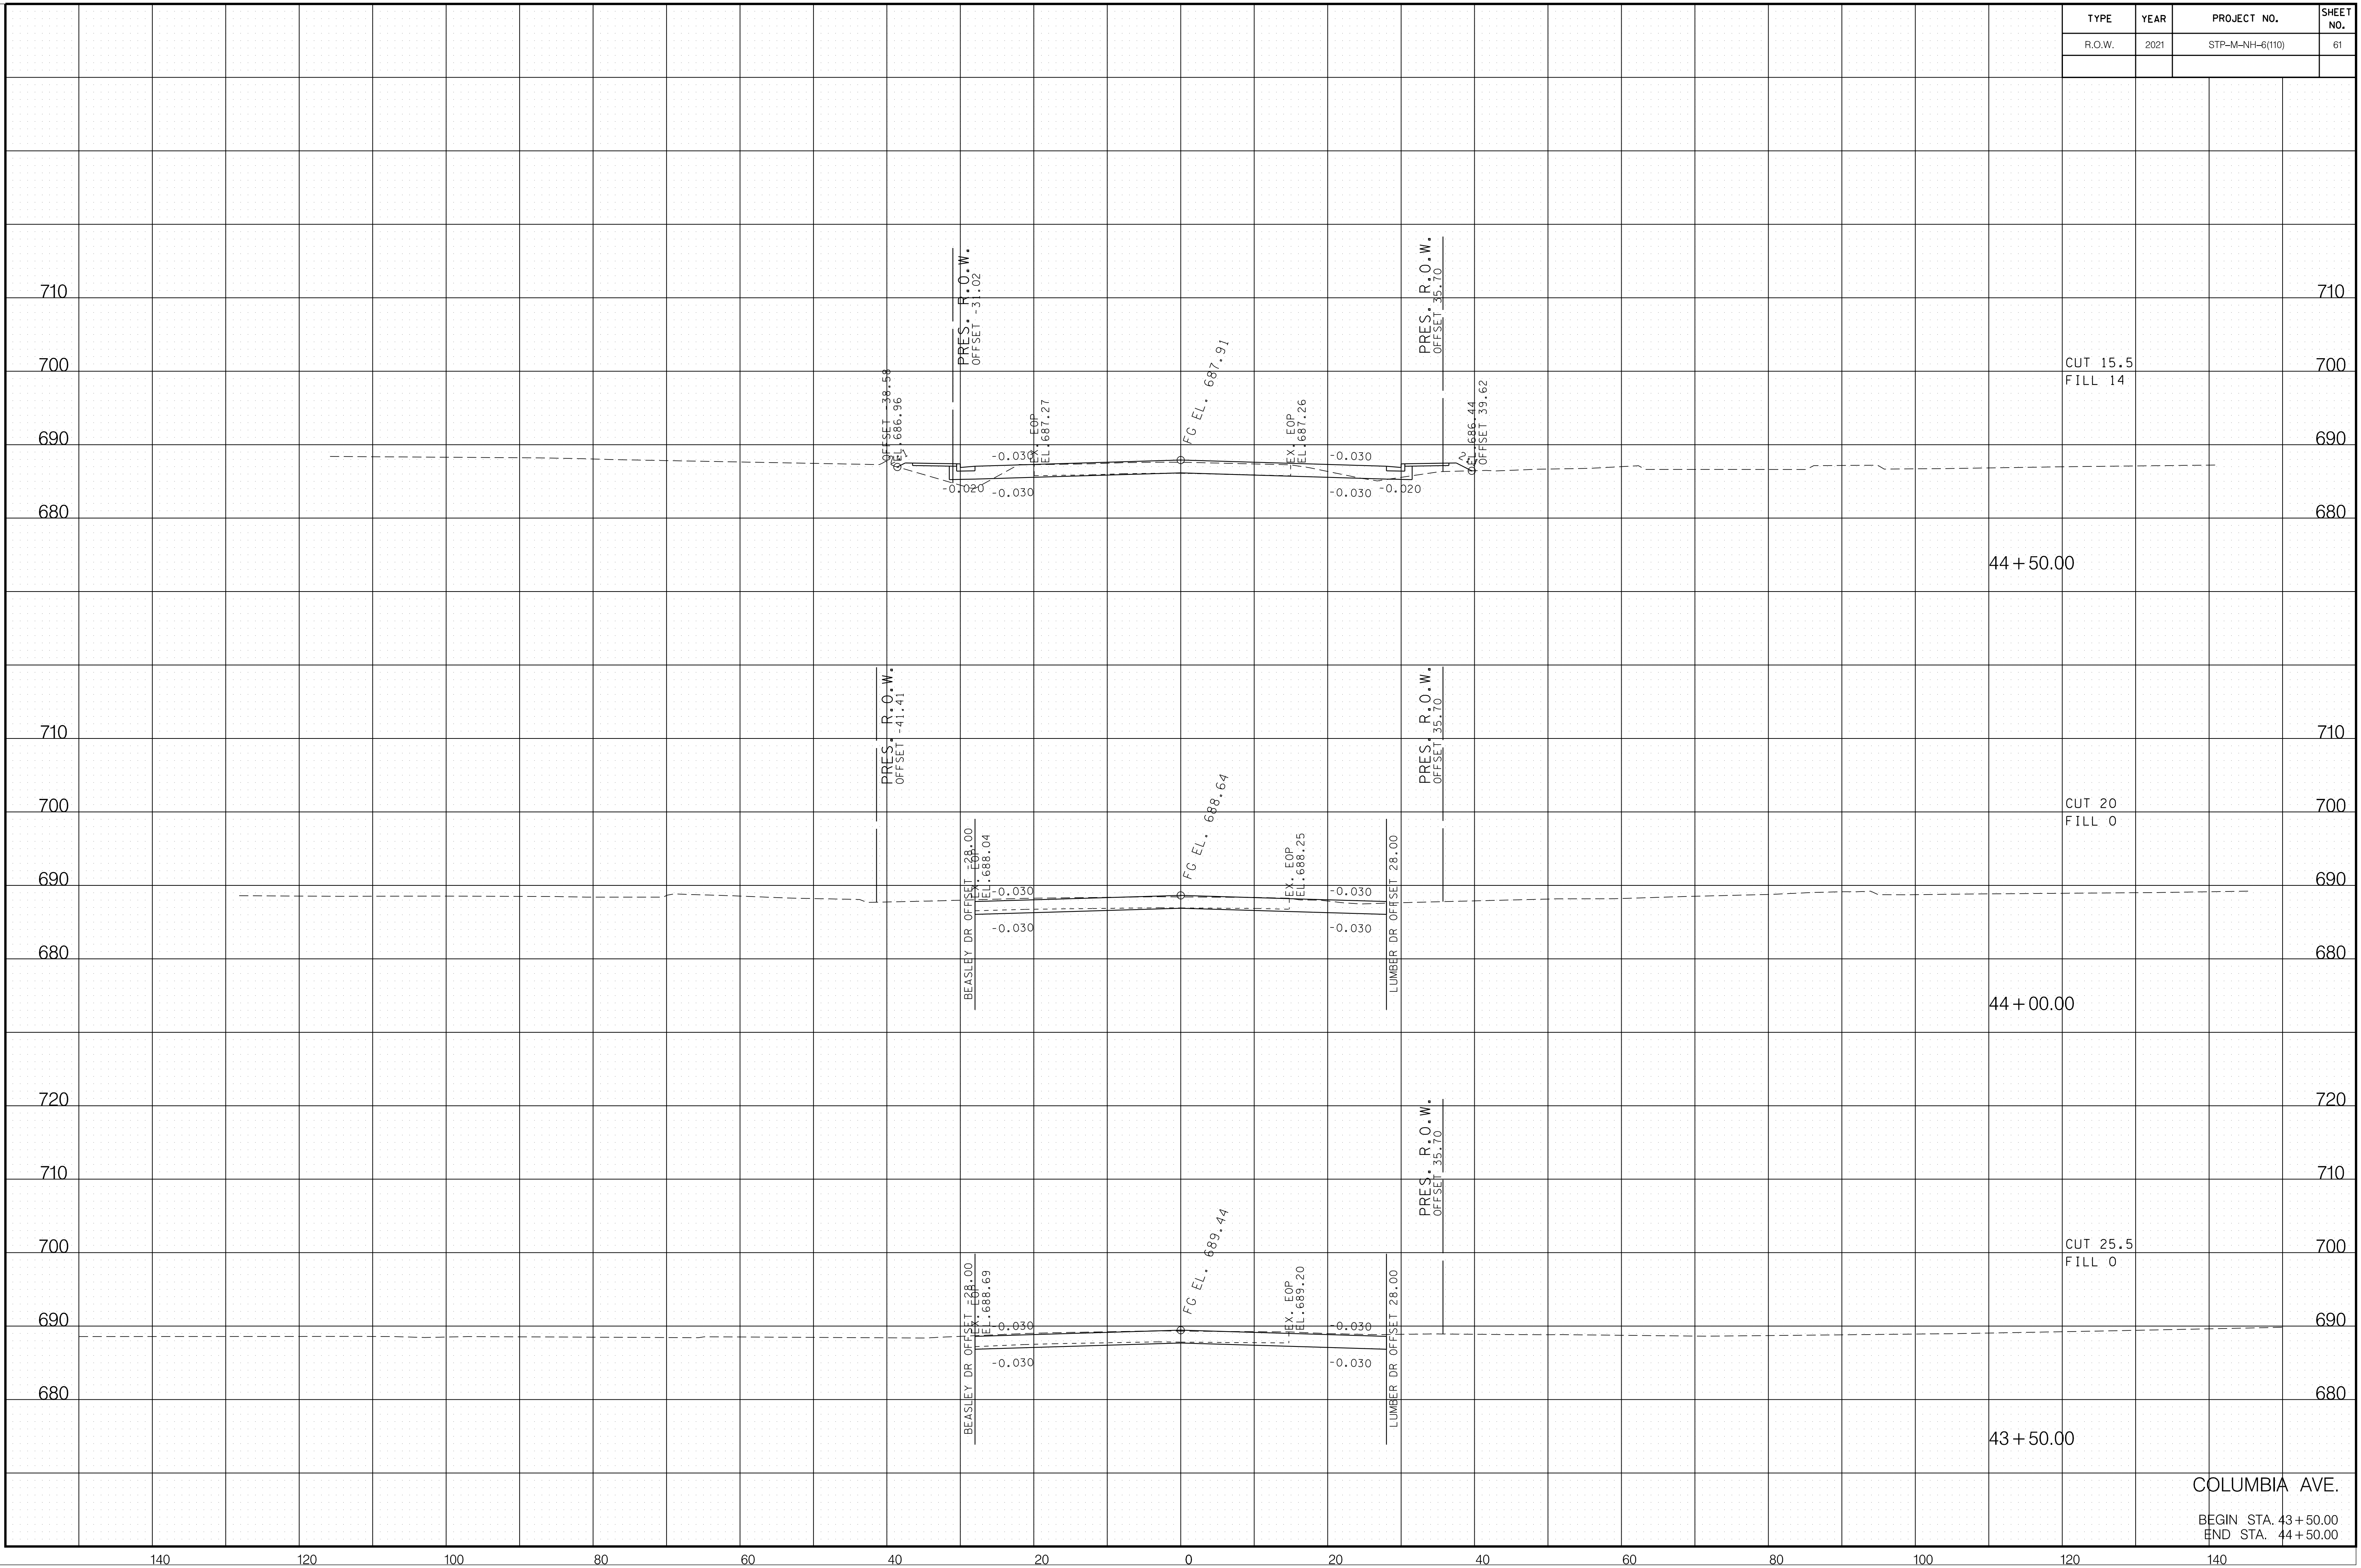 TYPE YEAR PROJECT NO. SHEET NO.
R.O.W. 2021 STP-M-NH-6(110) 61
PRES. R.O.W.
OFFSET -31.02
PRES. R.O.W.
OFFSET 35.70
710 710
700 700
CUT 15.5
FILL 14
OFFSET -38.58
EL.686.96
EX. EOP
EL.687.27
FG EL. 687.91
EX. EOP
EL.687.26
EL.686.44
OFFSET 39.62
690 690
-0.030 -0.030
-0.020 -0.030 -0.030 -0.020
680 680
44+50.00
PRES. R.O.W.
OFFSET -41.41
PRES. R.O.W.
OFFSET 35.70
710 710
700 700
CUT 20
FILL 0
BEASLEY DR OFFSET -28.00
EX. EOP
EL.688.04
FG EL. 688.64
EX. EOP
EL.688.25
LUMBER DR OFFSET 28.00
690 690
-0.030 -0.030
-0.030 -0.030
680 680
44+00.00
720 720
PRES. R.O.W.
OFFSET 35.70
710 710
700 700
CUT 25.5
FILL 0
BEASLEY DR OFFSET -28.00
EX. EOP
EL.688.69
FG EL. 689.44
EX. EOP
EL.689.20
LUMBER DR OFFSET 28.00
690 690
-0.030 -0.030
-0.030 -0.030
680 680
43+50.00
COLUMBIA AVE.
BEGIN STA. 43+50.00
END STA. 44+50.00
140 120 100 80 60 40 20 0 20 40 60 80 100 120 140